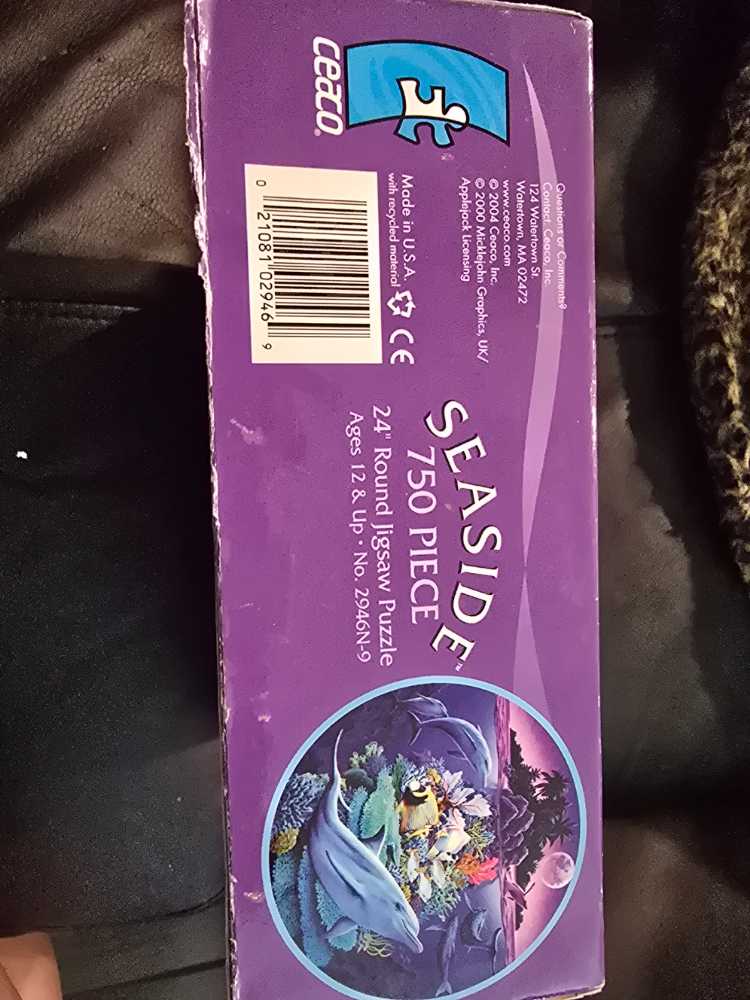 ceaco®
Questions or Comments?
Contact: Ceaco, Inc.
124 Watertown St.
Watertown, MA 02472
www.ceaco.com
© 2004 Ceaco, Inc.
© 2000 Micklejohn Graphics, UK/
Applejack Licensing
Made in U.S.A.
with recycled material
CE
0 21081 02946 9
SEASIDE™
750 PIECE
24" Round Jigsaw Puzzle
Ages 12 & Up • No. 2946N-9